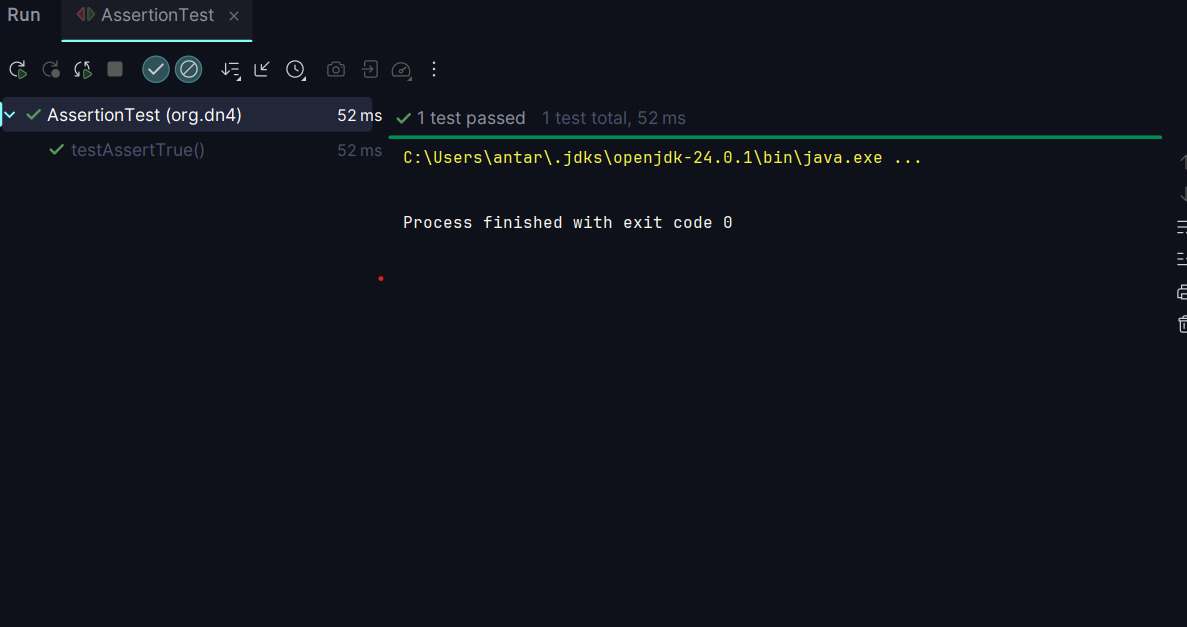 Run AssertionTest
AssertionTest (org.dn4) 52 ms
testAssertTrue() 52 ms
1 test passed 1 test total, 52 ms
C:\Users\antar\.jdks\openjdk-24.0.1\bin\java.exe ...
Process finished with exit code 0